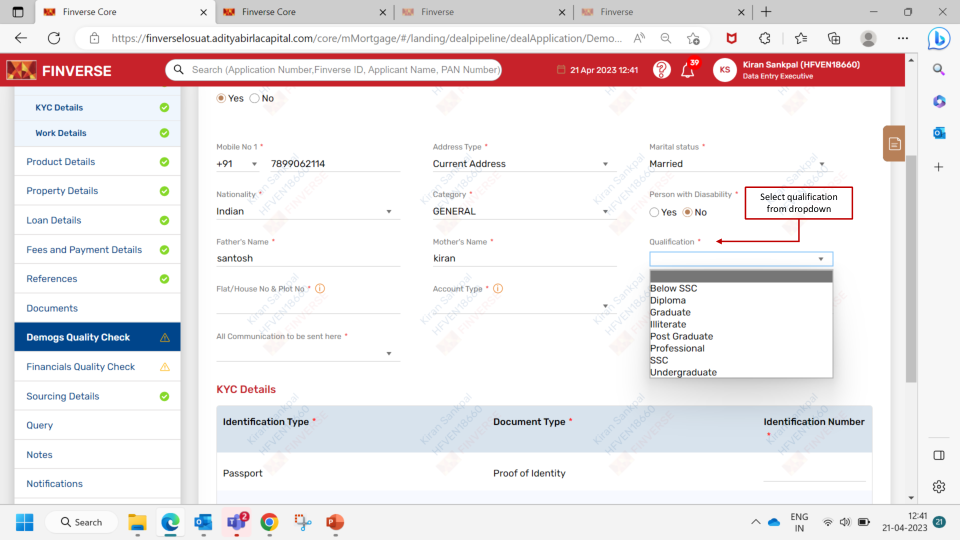 Finverse Core
Finverse Core
Finverse
Finverse
https://finverselosuat.adityabirlacapital.com/core/mMortgage/#/landing/dealpipeline/dealApplication/Demo...
FINVERSE
Search (Application Number,Finverse ID, Applicant Name, PAN Number)
21 Apr 2023 12:41
39
KS
Kiran Sankpal (HFVEN18660)
Data Entry Executive
KYC Details
Work Details
Product Details
Property Details
Loan Details
Fees and Payment Details
References
Documents
Demogs Quality Check
Financials Quality Check
Sourcing Details
Query
Notes
Notifications
Yes No
Mobile No 1 * Address Type * Marital status *
+91 7899062114 Current Address Married
Nationality * Category * Person with Diasability *
Indian GENERAL Yes No
Select qualification
from dropdown
Father's Name * Mother's Name * Qualification *
santosh kiran
Flat/House No & Plot No * Account Type *
Below SSC
Diploma
Graduate
Illiterate
Post Graduate
Professional
SSC
Undergraduate
All Communication to be sent here *
KYC Details
Identification Type * Document Type * Identification Number
*
Passport Proof of Identity
Kiran Sankpal
HFVEN18660
FINVERSE
Search
2
ENG
IN
12:41
21-04-2023
21